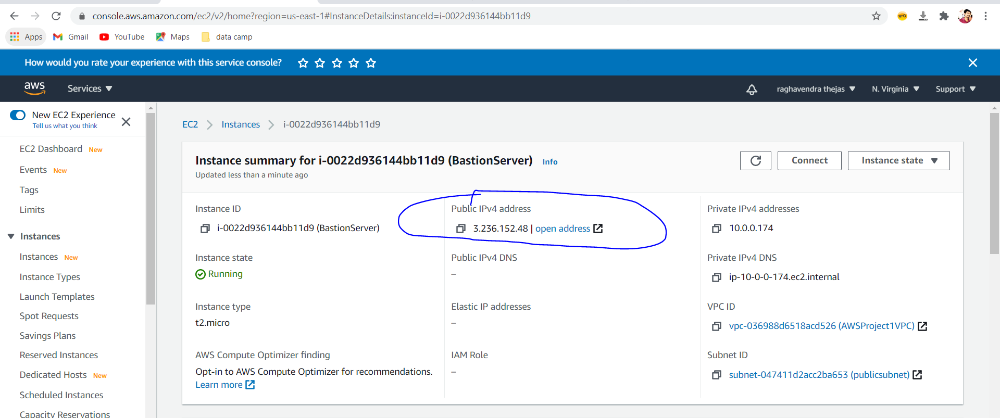 console.aws.amazon.com/ec2/v2/home?region=us-east-1#InstanceDetails:instanceId=i-0022d936144bb11d9
Apps Gmail YouTube Maps data camp
How would you rate your experience with this service console?
aws Services raghavendra thejas N. Virginia Support
New EC2 Experience
Tell us what you think
EC2 Dashboard New
Events New
Tags
Limits
Instances
Instances New
Instance Types
Launch Templates
Spot Requests
Savings Plans
Reserved Instances
Dedicated Hosts New
Scheduled Instances
Capacity Reservations
EC2 Instances i-0022d936144bb11d9
Instance summary for i-0022d936144bb11d9 (BastionServer) Info
Updated less than a minute ago
Connect Instance state
Instance ID
i-0022d936144bb11d9 (BastionServer)
Public IPv4 address
3.236.152.48 | open address
Private IPv4 addresses
10.0.0.174
Instance state
Running
Public IPv4 DNS
–
Private IPv4 DNS
ip-10-0-0-174.ec2.internal
Instance type
t2.micro
Elastic IP addresses
–
VPC ID
vpc-036988d6518acd526 (AWSProject1VPC)
AWS Compute Optimizer finding
Opt-in to AWS Compute Optimizer for recommendations.
Learn more
IAM Role
–
Subnet ID
subnet-047411d2acc2ba653 (publicsubnet)